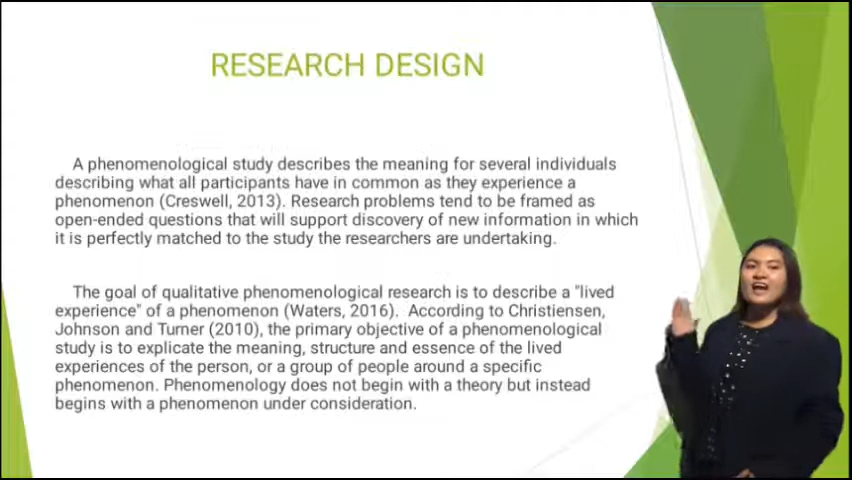 RESEARCH DESIGN
A phenomenological study describes the meaning for several individuals
describing what all participants have in common as they experience a
phenomenon (Creswell, 2013). Research problems tend to be framed as
open-ended questions that will support discovery of new information in which
it is perfectly matched to the study the researchers are undertaking.
The goal of qualitative phenomenological research is to describe a "lived
experience" of a phenomenon (Waters, 2016). According to Christiensen,
Johnson and Turner (2010), the primary objective of a phenomenological
study is to explicate the meaning, structure and essence of the lived
experiences of the person, or a group of people around a specific
phenomenon. Phenomenology does not begin with a theory but instead
begins with a phenomenon under consideration.